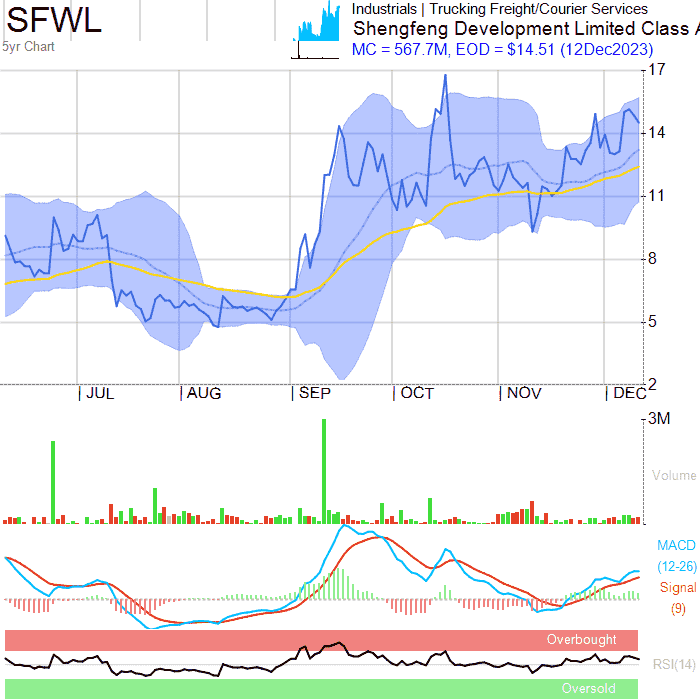 SFWL
5yr Chart
Industrials | Trucking Freight/Courier Services
Shengfeng Development Limited Class A
MC = 567.7M, EOD = $14.51 (12Dec2023)
17
14
11
8
5
2
| JUL | AUG | SEP | OCT | NOV | DEC
3M
Volume
MACD
(12-26)
Signal
(9)
Overbought
RSI(14)
Oversold